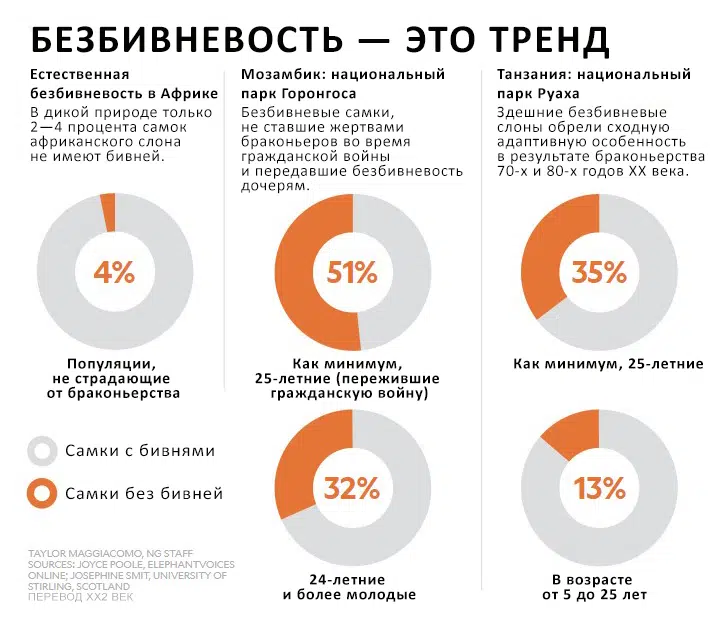 БЕЗБИВНЕВОСТЬ — ЭТО ТРЕНД
Естественная
безбивневость в Африке
В дикой природе только
2—4 процента самок
африканского слона
не имеют бивней.
4%
Популяции,
не страдающие
от браконьерства
Самки с бивнями
Самки без бивней
Мозамбик: национальный
парк Горонгоса
Безбивневые самки,
не ставшие жертвами
браконьеров во время
гражданской войны
и передавшие безбивневость
дочерям.
51%
Как минимум,
25-летние (пережившие
гражданскую войну)
32%
24-летние
и более молодые
Танзания: национальный
парк Руаха
Здешние безбивневые
слоны обрели сходную
адаптивную особенность
в результате браконьерства
70-х и 80-х годов XX века.
35%
Как минимум, 25-летние
13%
В возрасте
от 5 до 25 лет
TAYLOR MAGGIACOMO, NG STAFF
SOURCES: JOYCE POOLE, ELEPHANTVOICES
ONLINE; JOSEPHINE SMIT, UNIVERSITY OF
STIRLING, SCOTLAND
ПЕРЕВОД XX2 ВЕК